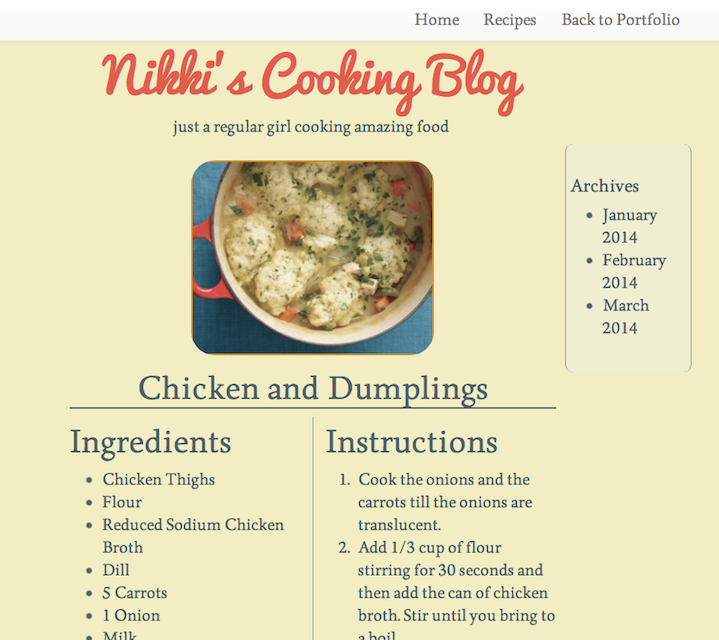 Home Recipes Back to Portfolio
Nikki's Cooking Blog
just a regular girl cooking amazing food
Archives
January
2014
February
2014
March
2014
Chicken and Dumplings
Ingredients
Chicken Thighs
Flour
Reduced Sodium Chicken
Broth
Dill
5 Carrots
1 Onion
Milk
Instructions
1. Cook the onions and the
carrots till the onions are
translucent.
2. Add 1/3 cup of flour
stirring for 30 seconds and
then add the can of chicken
broth. Stir until you bring to
a boil